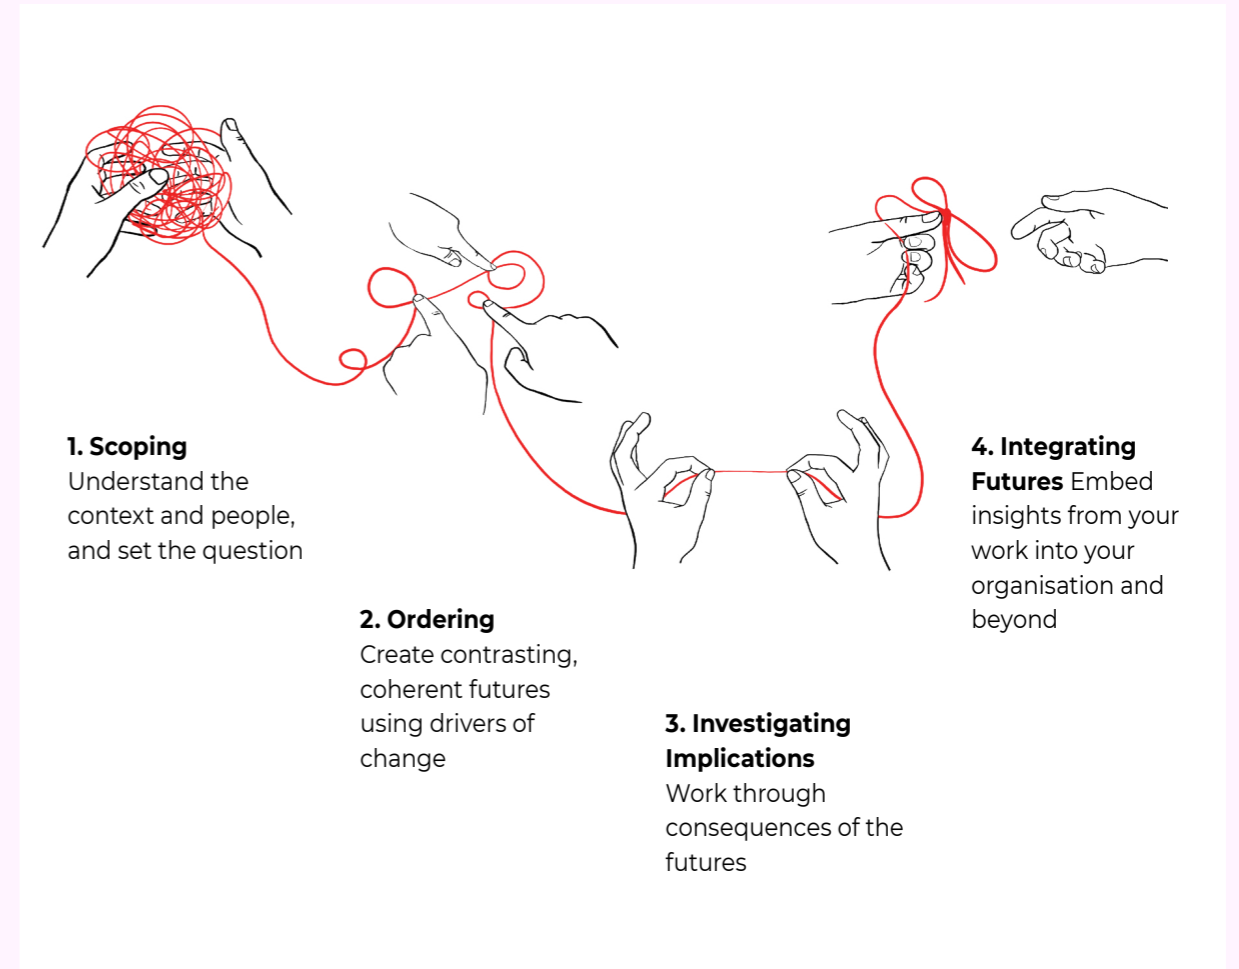 1. Scoping
Understand the
context and people,
and set the question
2. Ordering
Create contrasting,
coherent futures
using drivers of
change
3. Investigating
Implications
Work through
consequences of the
futures
4. Integrating
Futures Embed
insights from your
work into your
organisation and
beyond